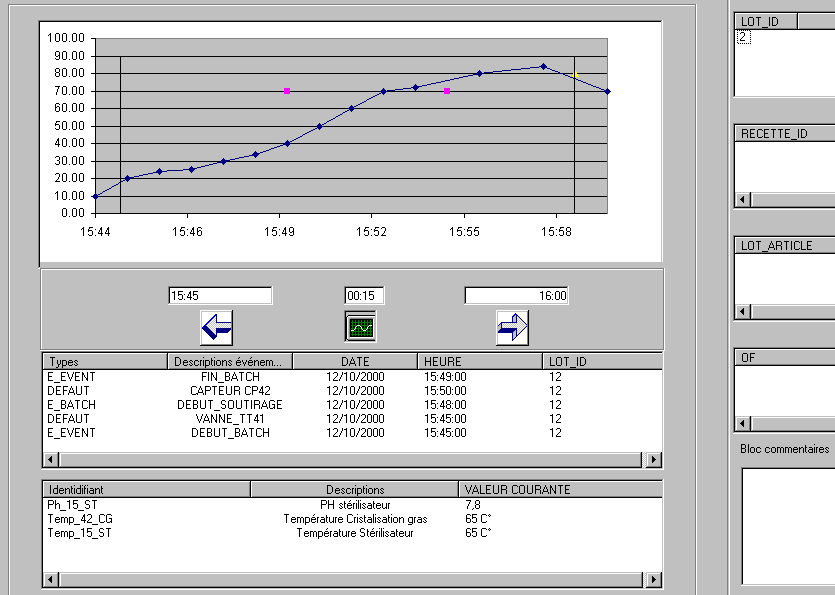 100.00
90.00
80.00
70.00
60.00
50.00
40.00
30.00
20.00
10.00
0.00
15:44 15:46 15:49 15:52 15:55 15:58
15:45 00:15 16:00
Types Descriptions événem... DATE HEURE LOT_ID
E_EVENT FIN_BATCH 12/10/2000 15:49:00 12
DEFAUT CAPTEUR CP42 12/10/2000 15:50:00 12
E_BATCH DEBUT_SOUTIRAGE 12/10/2000 15:48:00 12
DEFAUT VANNE_TT41 12/10/2000 15:45:00 12
E_EVENT DEBUT_BATCH 12/10/2000 15:45:00 12
Identidifiant Descriptions VALEUR COURANTE
Ph_15_ST PH stérilisateur 7,8
Temp_42_CG Température Cristalisation gras 65 C°
Temp_15_ST Température Stérilisateur 65 C°
LOT_ID
2
RECETTE_ID
LOT_ARTICLE
OF
Bloc commentaires